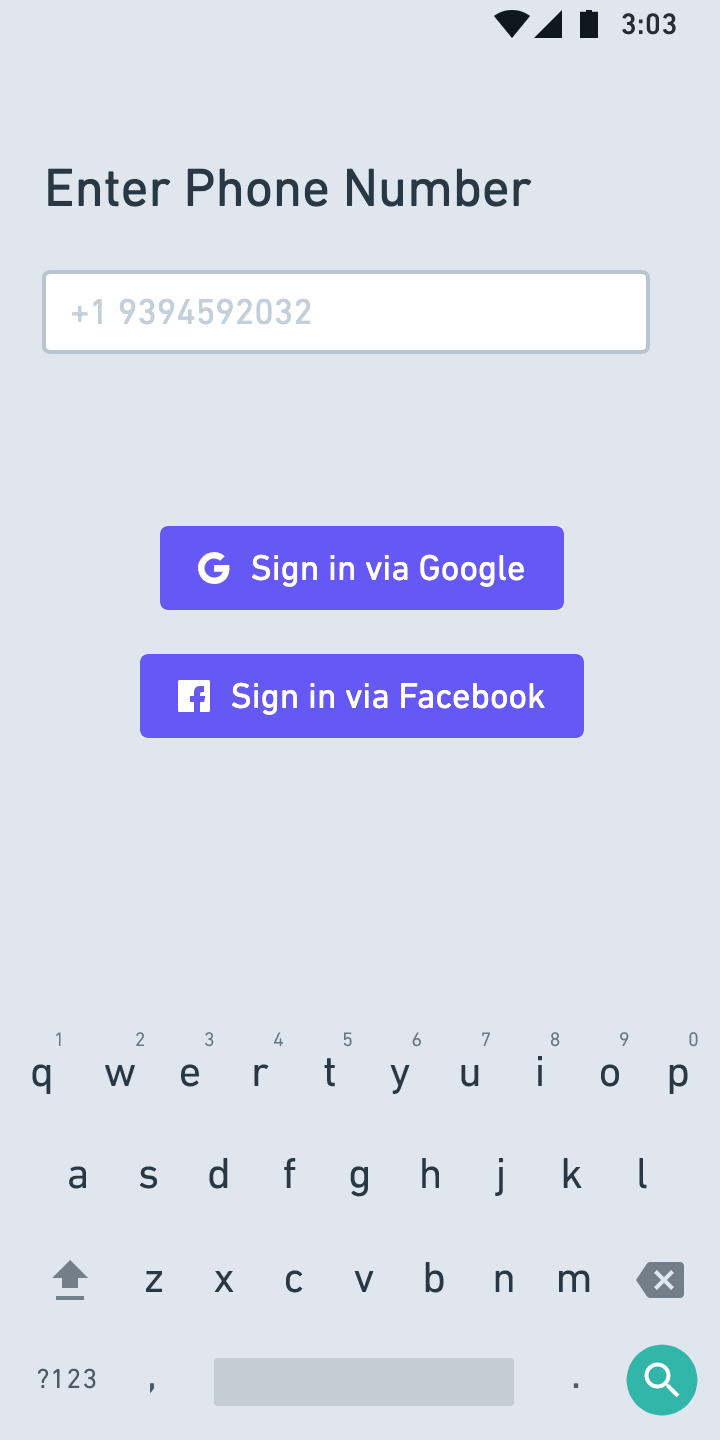 3:03
Enter Phone Number
+1 9394592032
Sign in via Google
Sign in via Facebook
1 2 3 4 5 6 7 8 9 0
q w e r t y u i o p
a s d f g h j k l
z x c v b n m
?123 , .